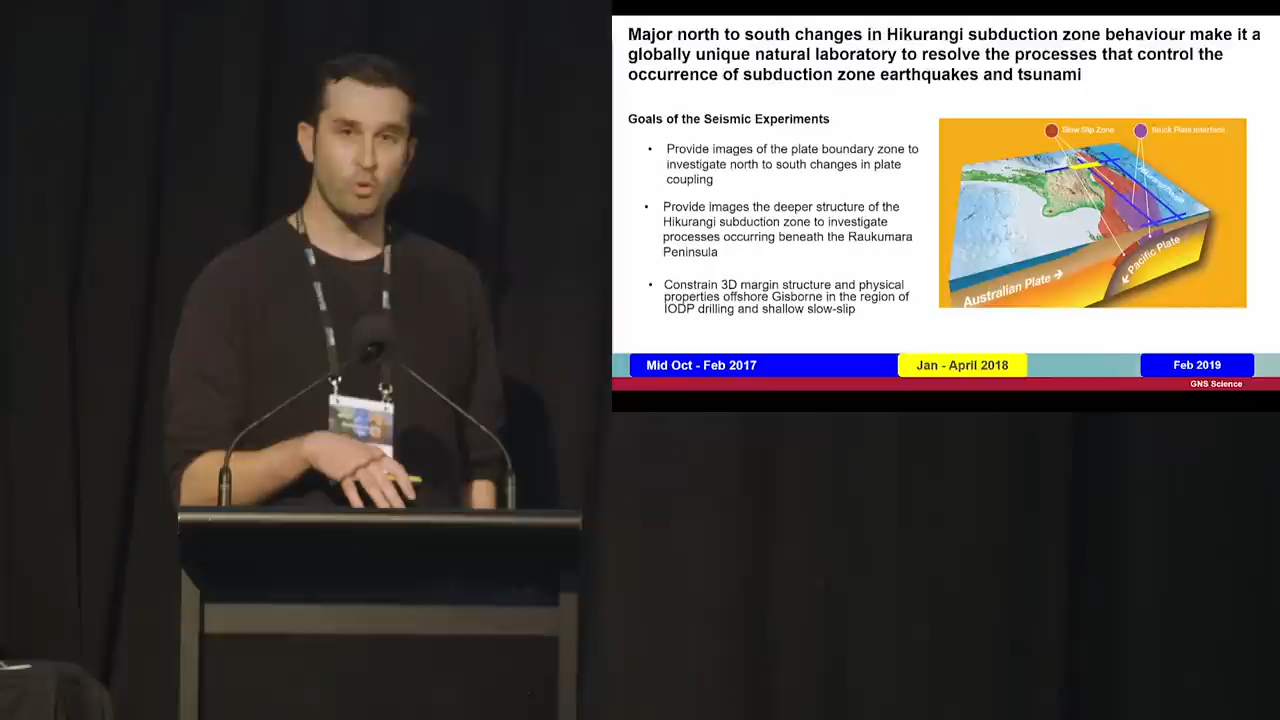 Major north to south changes in Hikurangi subduction zone behaviour make it a
globally unique natural laboratory to resolve the processes that control the
occurrence of subduction zone earthquakes and tsunami
Goals of the Seismic Experiments
• Provide images of the plate boundary zone to
investigate north to south changes in plate
coupling
• Provide images the deeper structure of the
Hikurangi subduction zone to investigate
processes occurring beneath the Raukumara
Peninsula
• Constrain 3D margin structure and physical
properties offshore Gisborne in the region of
IODP drilling and shallow slow-slip
Slow Slip Zone
Stuck Plate Interface
Australian Plate →
← Pacific Plate
Mid Oct - Feb 2017
Jan - April 2018
Feb 2019
GNS Science